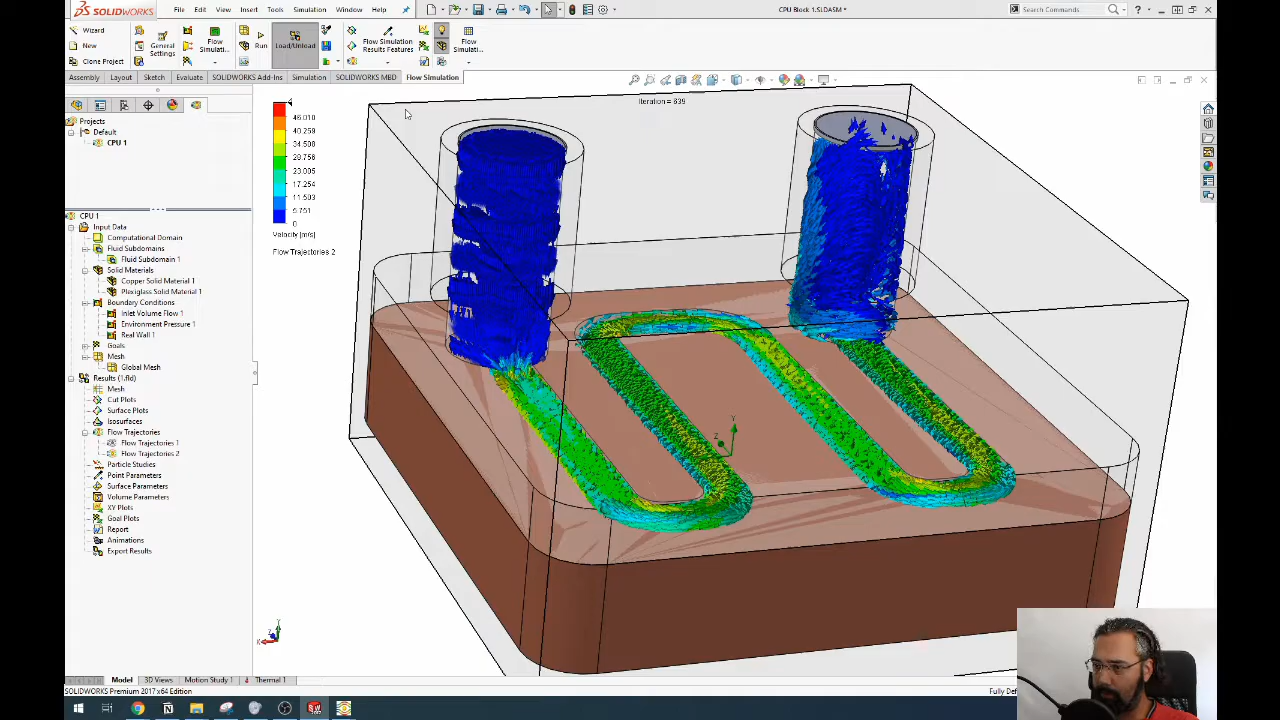 SOLIDWORKS
File
Edit
View
Insert
Tools
Simulation
Window
Help
CPU Block 1.SLDASM *
Search Commands
Wizard
New
Clone Project
General Settings
Flow Simulati...
Run
Load/Unload
Flow Simulation Results Features
Flow Simulati...
Assembly
Layout
Sketch
Evaluate
SOLIDWORKS Add-Ins
Simulation
SOLIDWORKS MBD
Flow Simulation
Projects
Default
CPU 1
CPU 1
Input Data
Computational Domain
Fluid Subdomains
Fluid Subdomain 1
Solid Materials
Copper Solid Material 1
Plexiglass Solid Material 1
Boundary Conditions
Inlet Volume Flow 1
Environment Pressure 1
Real Wall 1
Goals
Mesh
Global Mesh
Results (1.fld)
Mesh
Cut Plots
Surface Plots
Isosurfaces
Flow Trajectories
Flow Trajectories 1
Flow Trajectories 2
Particle Studies
Point Parameters
Surface Parameters
Volume Parameters
XY Plots
Goal Plots
Report
Animations
Export Results
Iteration = 639
46.010
40.259
34.508
28.756
23.005
17.254
11.503
5.751
0
Velocity [m/s]
Flow Trajectories 2
Y
Z
Model
3D Views
Motion Study 1
Thermal 1
SOLIDWORKS Premium 2017 x64 Edition
Fully Def